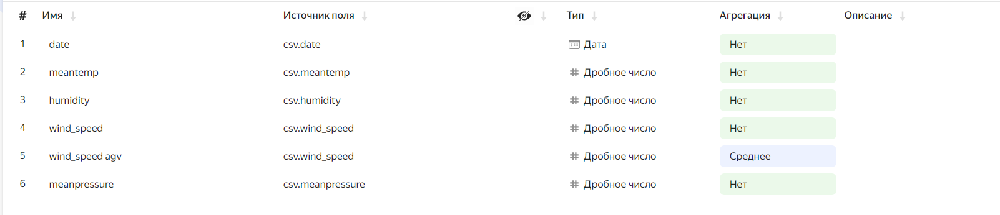 # Имя Источник поля Тип Агрегация Описание
1 date csv.date Дата Нет
2 meantemp csv.meantemp # Дробное число Нет
3 humidity csv.humidity # Дробное число Нет
4 wind_speed csv.wind_speed # Дробное число Нет
5 wind_speed agv csv.wind_speed # Дробное число Среднее
6 meanpressure csv.meanpressure # Дробное число Нет